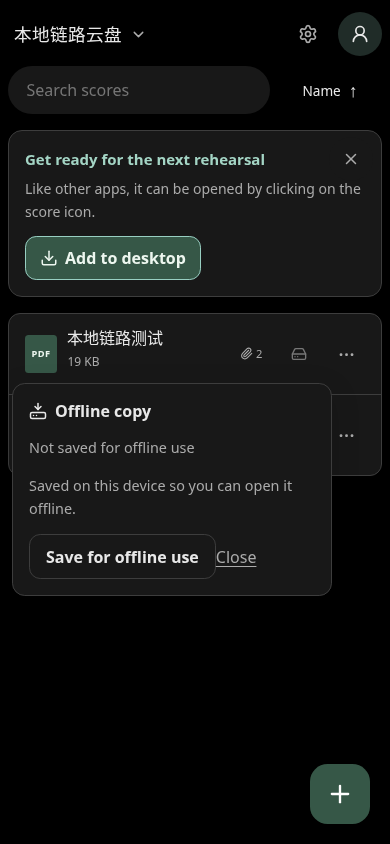 本地链路云盘
Search scores
Name ↑
Get ready for the next rehearsal
Like other apps, it can be opened by clicking on the
score icon.
Add to desktop
PDF
本地链路测试
19 KB
2
Offline copy
Not saved for offline use
Saved on this device so you can open it
offline.
Save for offline use
Close